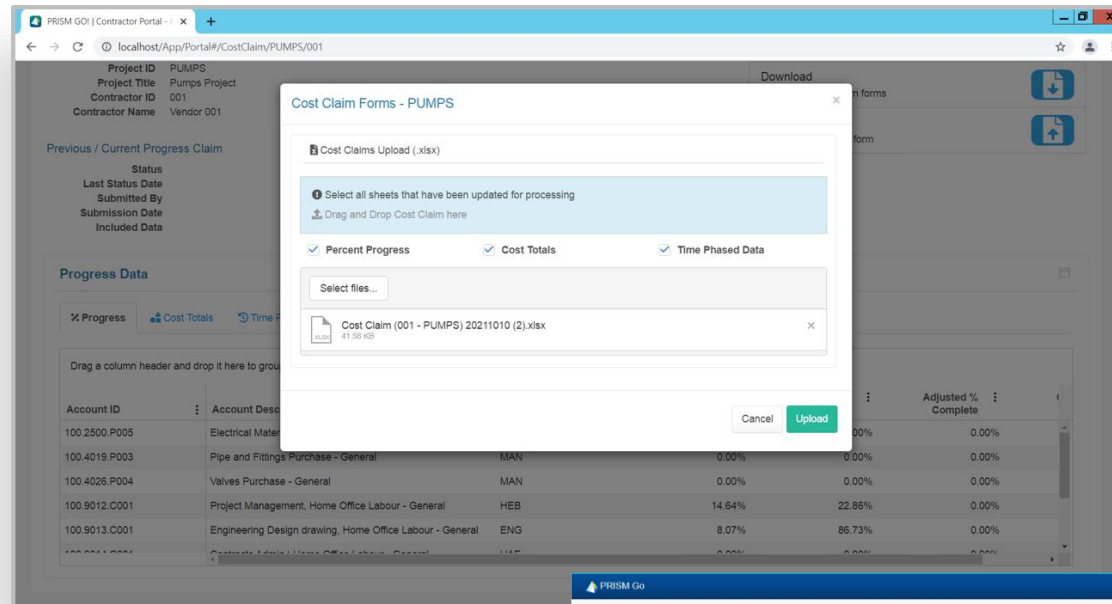 PRISM GO! | Contractor Portal -
localhost/App/Portal#/CostClaim/PUMPS/001
Project ID PUMPS
Project Title Pumps Project
Contractor ID 001
Contractor Name Vendor 001
Download
forms
form
Previous / Current Progress Claim
Status
Last Status Date
Submitted By
Submission Date
Included Data
Cost Claim Forms - PUMPS
Cost Claims Upload (.xlsx)
Select all sheets that have been updated for processing
Drag and Drop Cost Claim here
Percent Progress Cost Totals Time Phased Data
Select files...
XLSX
Cost Claim (001 - PUMPS) 20211010 (2).xlsx
41.58 KB
Cancel Upload
Progress Data
% Progress Cost Totals Time
Drag a column header and drop it here to
Account ID Account Adjusted % Complete
100.2500.P005 Electrical 0.00%
100.4019.P003 Pipe and Fittings Purchase - General MAN 0.00% 0.00% 0.00%
100.4026.P004 Valves Purchase - General MAN 0.00% 0.00% 0.00%
100.9012.C001 Project Management, Home Office Labour - General HEB 14.64% 22.86% 0.00%
100.9013.C001 Engineering Design drawing, Home Office Labour - General ENG 8.07% 86.73% 0.00%
PRISM Go